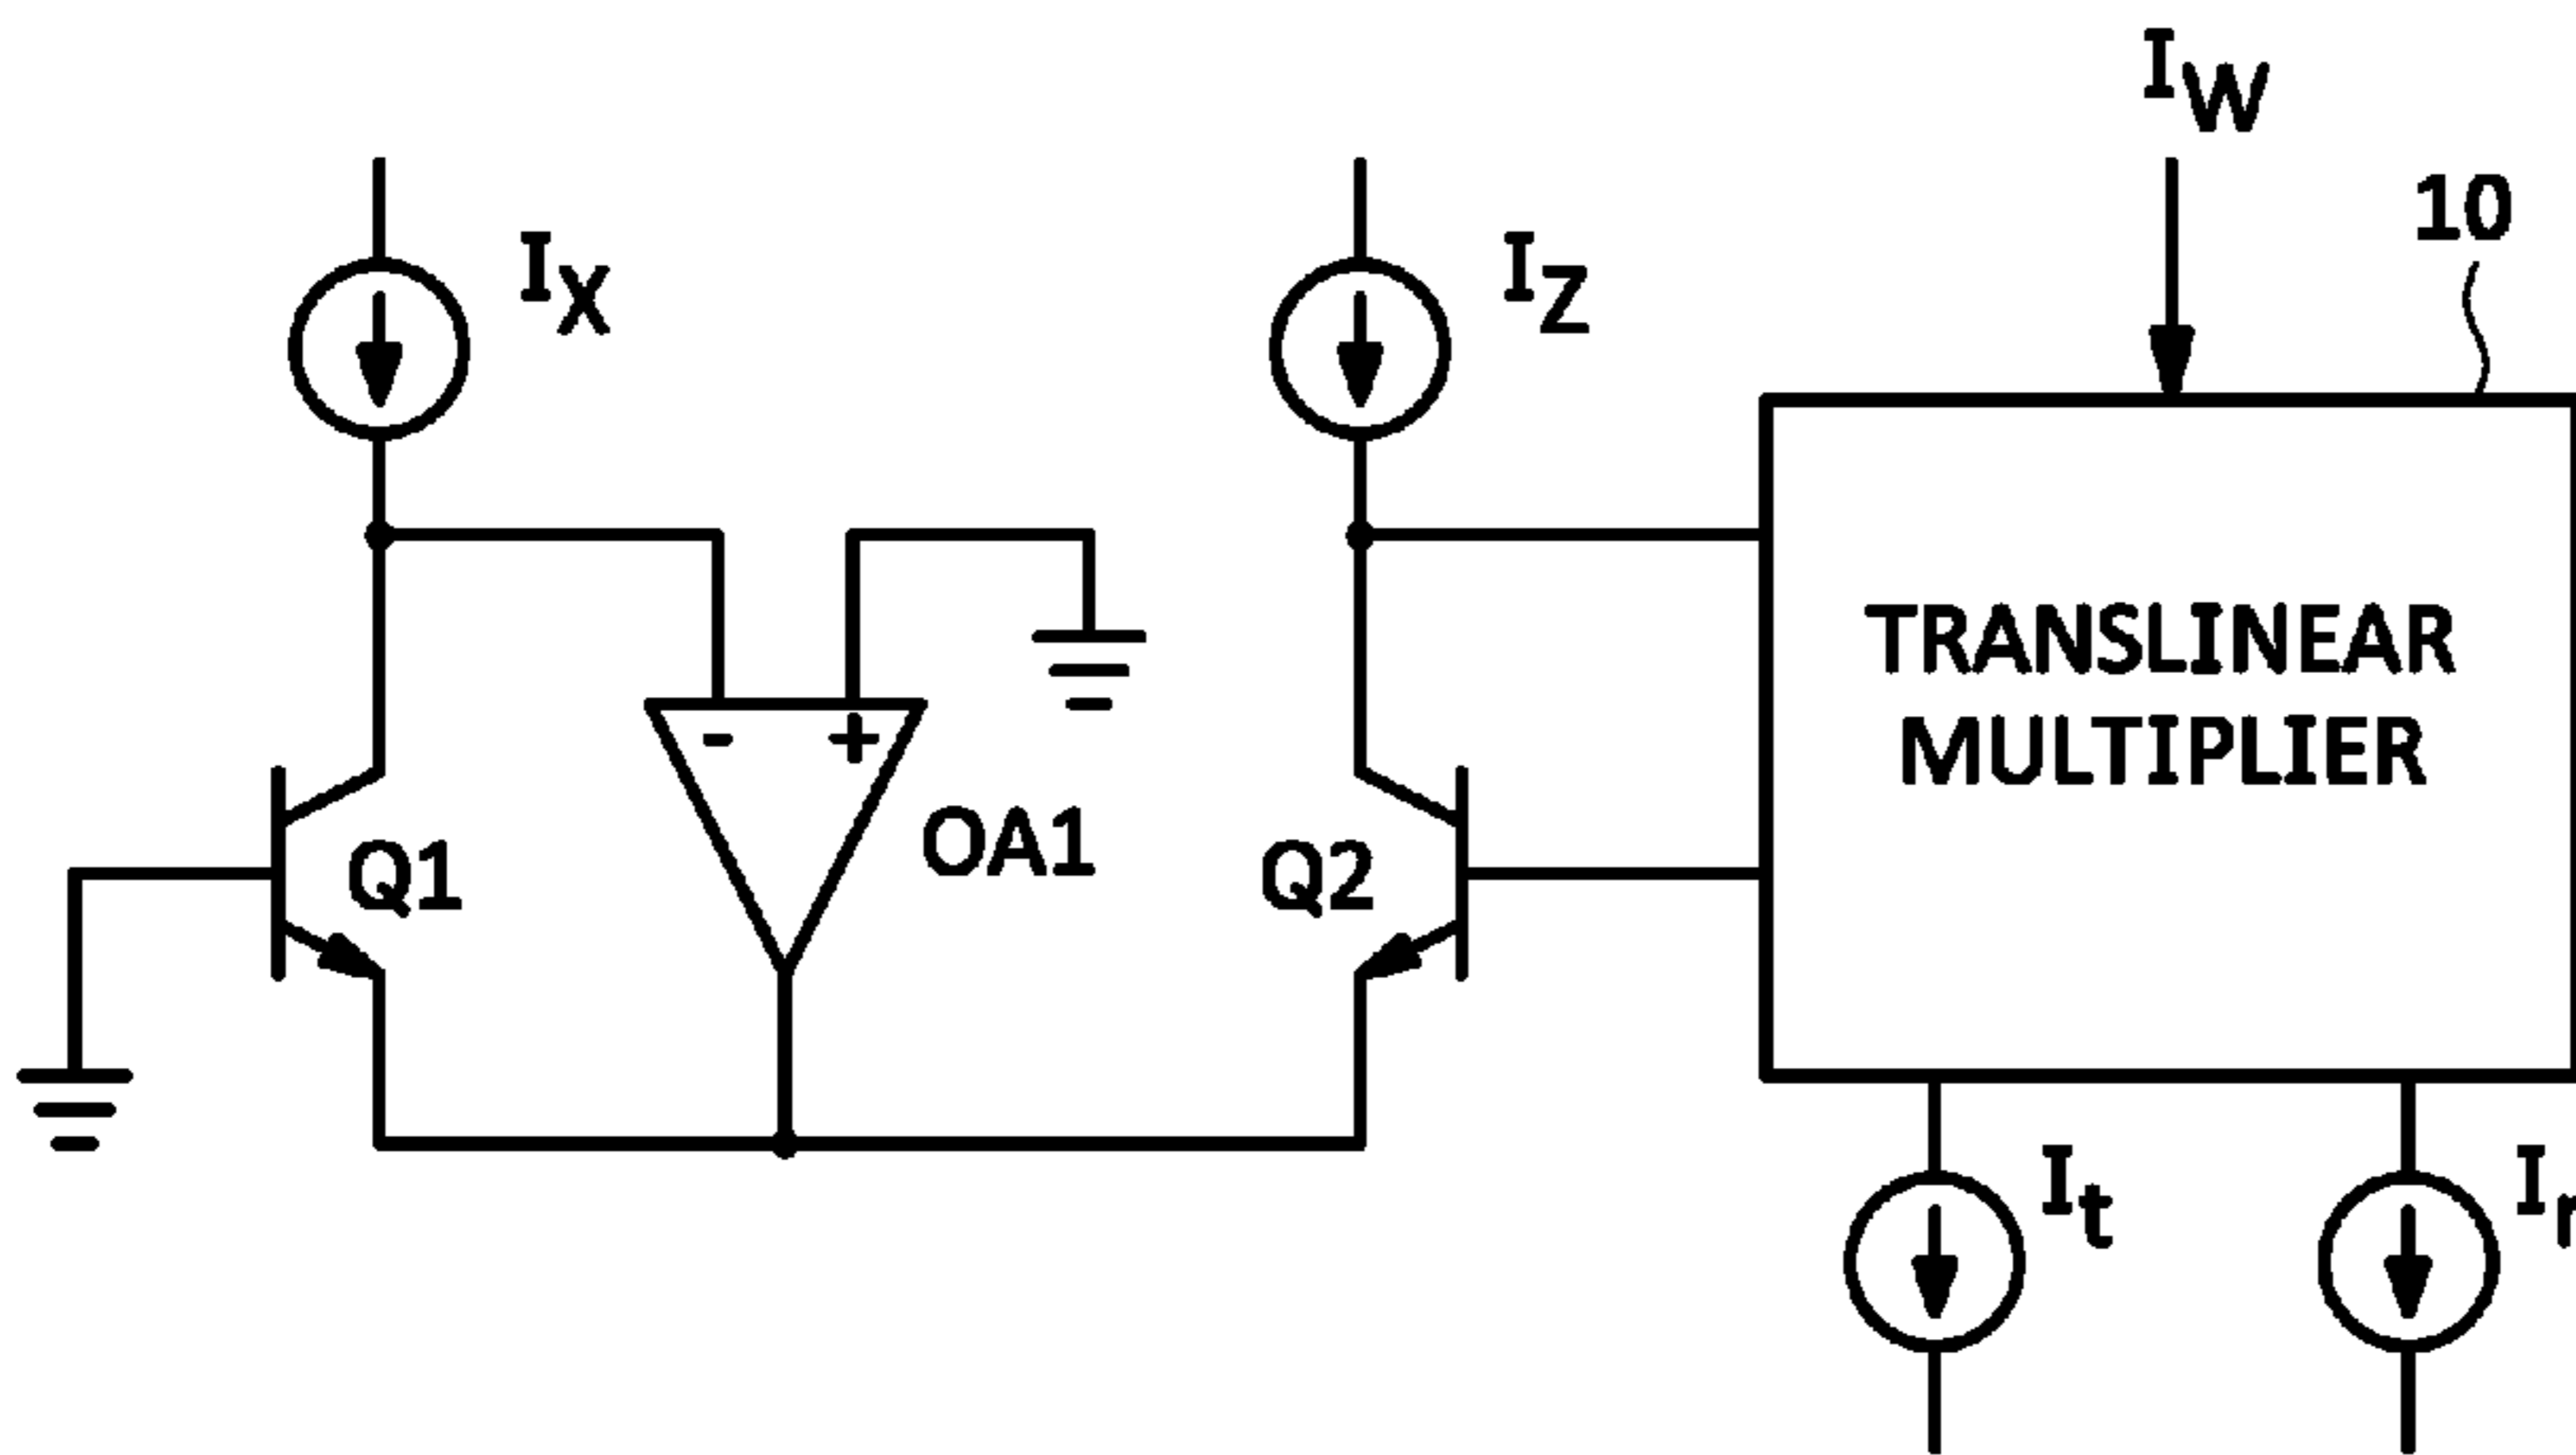 IW
10
IX
IZ
TRANSLINEAR
MULTIPLIER
- +
OA1
Q1
Q2
It
I